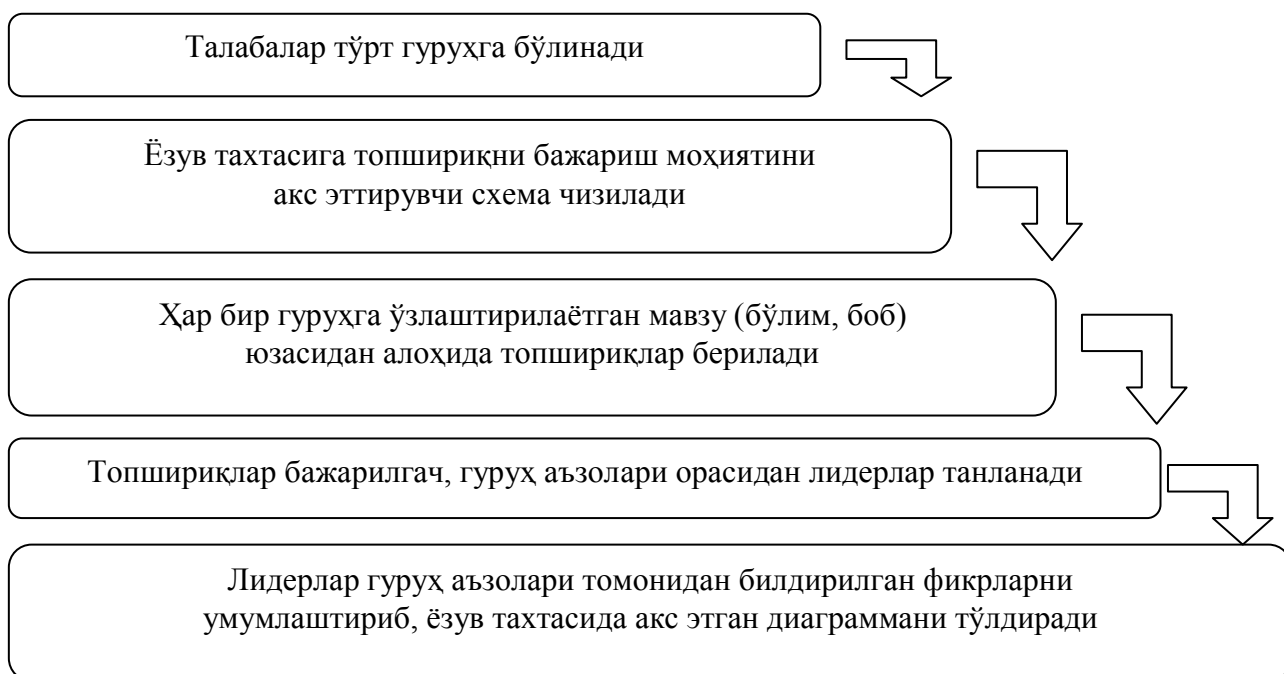 Талабалар тўрт гуруҳга бўлинади
Ёзув тахтасига топшириқни бажариш моҳиятини
акс эттирувчи схема чизилади
Ҳар бир гуруҳга ўзлаштирилаётган мавзу (бўлим, боб)
юзасидан алоҳида топшириқлар берилади
Топшириқлар бажарилгач, гуруҳ аъзолари орасидан лидерлар танланади
Лидерлар гуруҳ аъзолари томонидан билдирилган фикрларни
умумлаштириб, ёзув тахтасида акс этган диаграммани тўлдиради